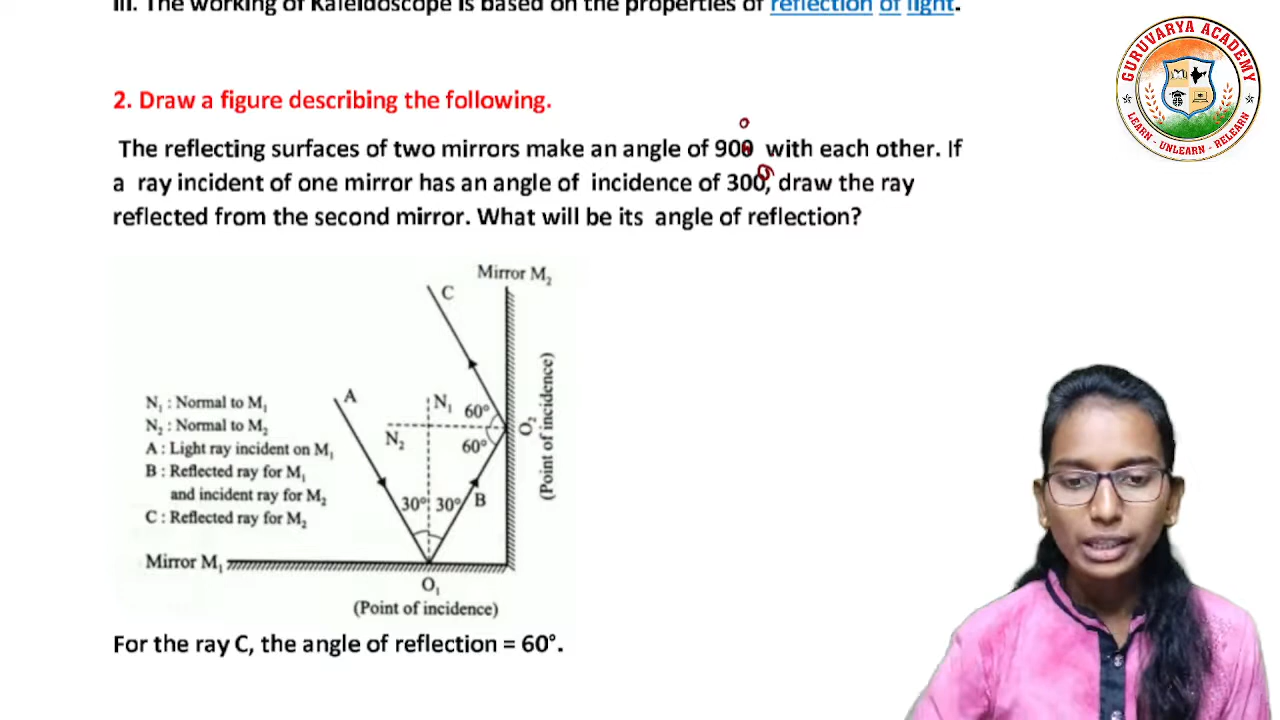 III. The working of Kaleidoscope is based on the properties of reflection of light.
GURUVARYA ACADEMY
LEARN - UNLEARN - RELEARN
2. Draw a figure describing the following.
The reflecting surfaces of two mirrors make an angle of 900 with each other. If
a ray incident of one mirror has an angle of incidence of 300, draw the ray
reflected from the second mirror. What will be its angle of reflection?
Mirror M₂
C
A
N₁
60°
N₂
60°
O₂
(Point of incidence)
30°
30°
B
N₁ : Normal to M₁
N₂ : Normal to M₂
A : Light ray incident on M₁
B : Reflected ray for M₁
and incident ray for M₂
C : Reflected ray for M₂
Mirror M₁
O₁
(Point of incidence)
For the ray C, the angle of reflection = 60°.